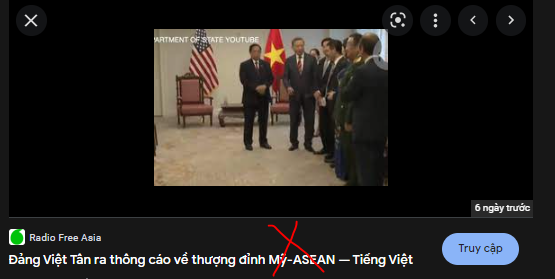 PARTMENT OF STATE YOUTUBE
6 ngày trước
Radio Free Asia
Đảng Việt Tân ra thông cáo về thượng đỉnh Mỹ-ASEAN — Tiếng Việt
Truy cập